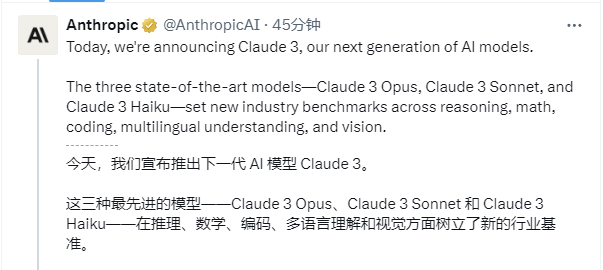 Anthropic @AnthropicAI · 45分钟
Today, we're announcing Claude 3, our next generation of AI models.
The three state-of-the-art models—Claude 3 Opus, Claude 3 Sonnet, and
Claude 3 Haiku—set new industry benchmarks across reasoning, math,
coding, multilingual understanding, and vision.
今天，我们宣布推出下一代 AI 模型 Claude 3。
这三种最先进的模型——Claude 3 Opus、Claude 3 Sonnet 和 Claude 3
Haiku——在推理、数学、编码、多语言理解和视觉方面树立了新的行业基
准。